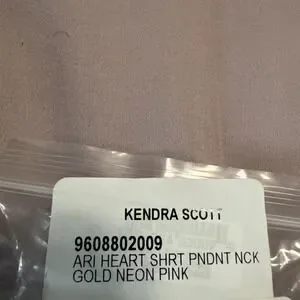 KENDRA SCOTT
9608802009
ARI HEART SHRT PNDNT NCK
GOLD NEON PINK